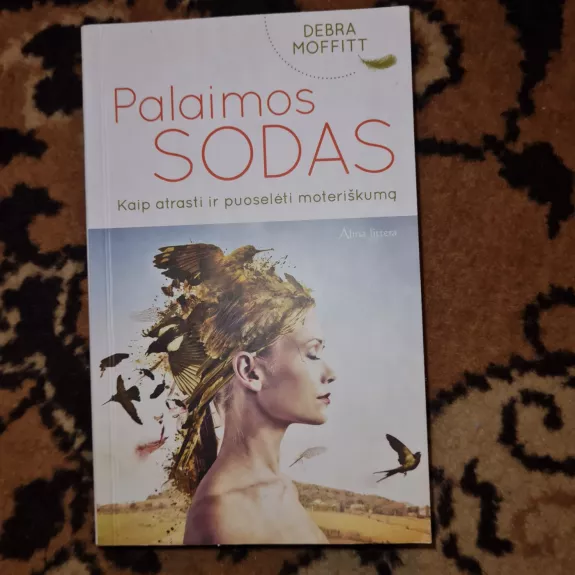 DEBRA
MOFFITT
Palaimos
SODAS
Kaip atrasti ir puoselėti moteriškumą
Alma littera